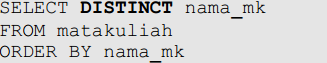 SELECT DISTINCT nama_mk
FROM matakuliah
ORDER BY nama_mk